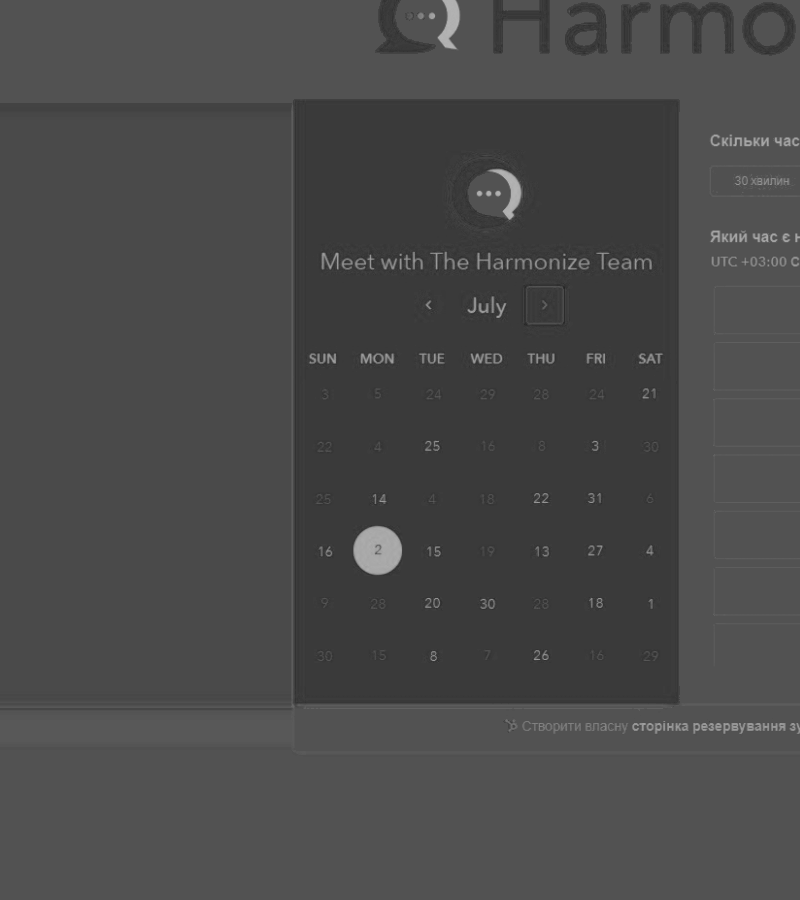 Harmo
Meet with The Harmonize Team
July
SUN MON TUE WED THU FRI SAT
3 5 24 29 28 24 21
22 4 25 16 8 3 30
25 14 4 18 22 31 6
16 2 15 19 13 27 4
9 28 20 30 28 18 1
30 15 8 7 26 16 29
Скільки час
30 хвилин
Який час є н
UTC +03:00 С
Створити власну сторінка резервування зу